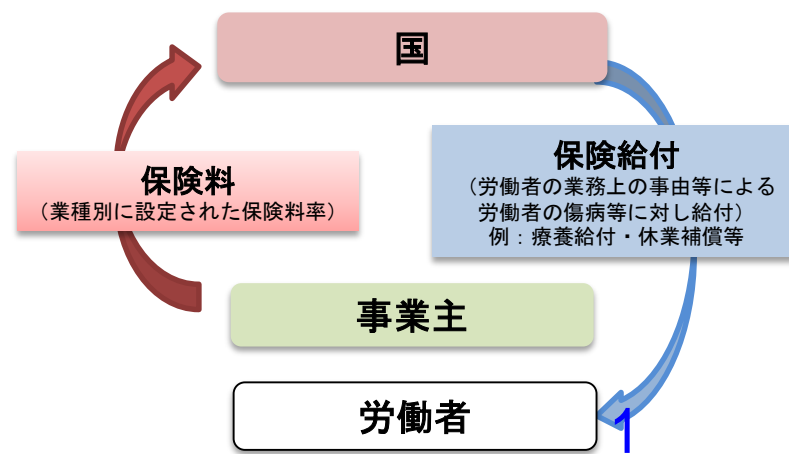 国
保険料
（業種別に設定された保険料率）
保険給付
（労働者の業務上の事由等による
労働者の傷病等に対し給付）
例：療養給付・休業補償等
事業主
労働者
1